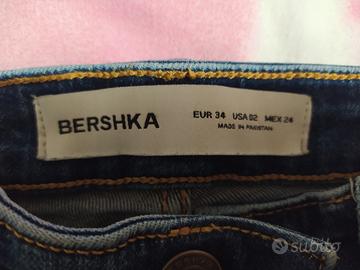 BERSHKA
EUR 34 USA 02 MEX 24
MADE IN PAKISTAN
subito